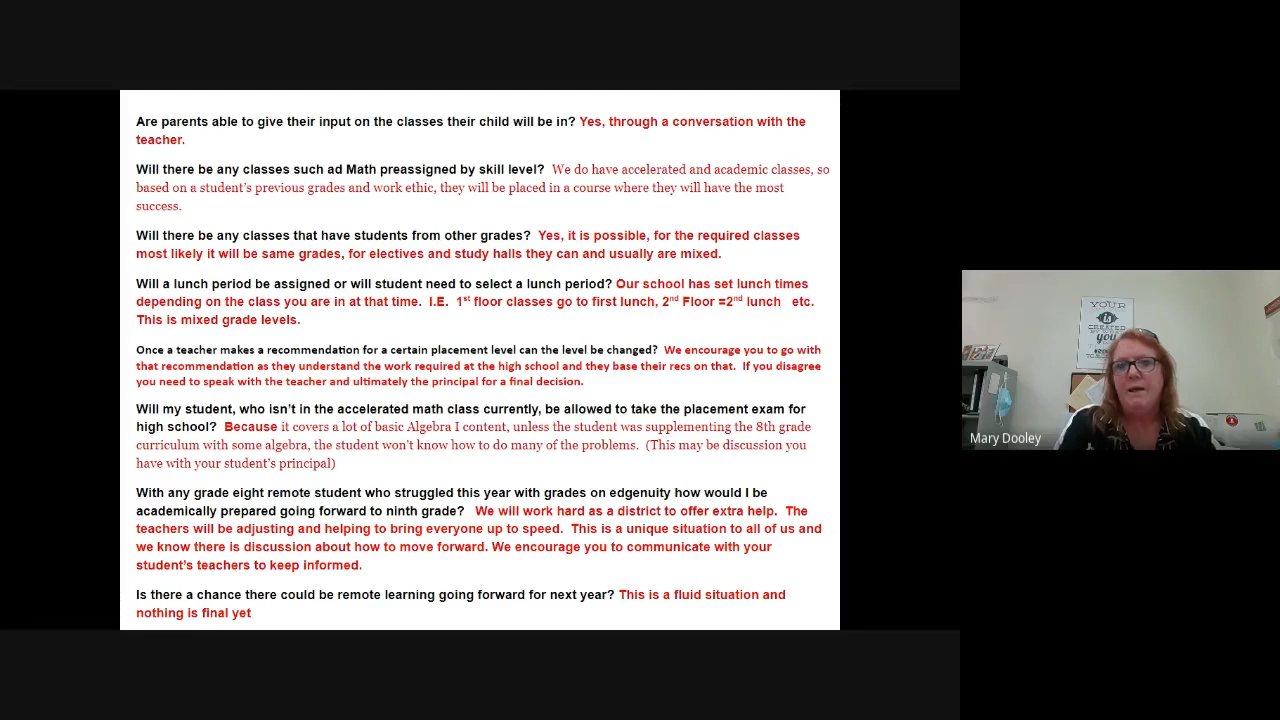 Are parents able to give their input on the classes their child will be in? Yes, through a conversation with the
teacher.
Will there be any classes such ad Math preassigned by skill level? We do have accelerated and academic classes, so
based on a student's previous grades and work ethic, they will be placed in a course where they will have the most
success.
Will there be any classes that have students from other grades? Yes, it is possible, for the required classes
most likely it will be same grades, for electives and study halls they can and usually are mixed.
Will a lunch period be assigned or will student need to select a lunch period? Our school has set lunch times
depending on the class you are in at that time. I.E. 1st floor classes go to first lunch, 2nd Floor =2nd lunch etc.
This is mixed grade levels.
Once a teacher makes a recommendation for a certain placement level can the level be changed? We encourage you to go with
that recommendation as they understand the work required at the high school and they base their recs on that. If you disagree
you need to speak with the teacher and ultimately the principal for a final decision.
Will my student, who isn't in the accelerated math class currently, be allowed to take the placement exam for
high school? Because it covers a lot of basic Algebra I content, unless the student was supplementing the 8th grade
curriculum with some algebra, the student won't know how to do many of the problems. (This may be discussion you
have with your student's principal)
With any grade eight remote student who struggled this year with grades on edgenuity how would I be
academically prepared going forward to ninth grade? We will work hard as a district to offer extra help. The
teachers will be adjusting and helping to bring everyone up to speed. This is a unique situation to all of us and
we know there is discussion about how to move forward. We encourage you to communicate with your
student's teachers to keep informed.
Is there a chance there could be remote learning going forward for next year? This is a fluid situation and
nothing is final yet
YOUR
IS
CREATED
you
Mary Dooley